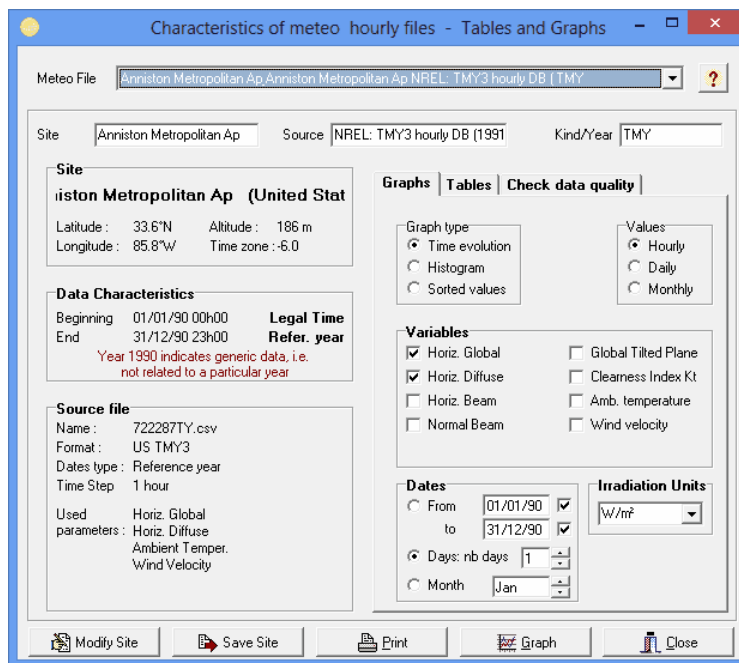 Characteristics of meteo hourly files - Tables and Graphs
Meteo File Anniston Metropolitan Ap,Anniston Metropolitan Ap NREL: TMY3 hourly DB ( TMY
Site Anniston Metropolitan Ap Source NREL: TMY3 hourly DB (1991 Kind/Year TMY
Site
niston Metropolitan Ap (United Stat
Latitude : 33.6°N Altitude : 186 m
Longitude : 85.8°W Time zone :-6.0
Data Characteristics
Beginning 01/01/90 00h00 Legal Time
End 31/12/90 23h00 Refer. year
Year 1990 indicates generic data, i.e.
not related to a particular year
Source file
Name : 722287TY.csv
Format : US TMY3
Dates type : Reference year
Time Step 1 hour
Used Horiz. Global
parameters : Horiz. Diffuse
Ambient Temper.
Wind Velocity
Graphs Tables Check data quality
Graph type
Time evolution
Histogram
Sorted values
Values
Hourly
Daily
Monthly
Variables
Horiz. Global
Horiz. Diffuse
Horiz. Beam
Normal Beam
Global Tilted Plane
Clearness Index Kt
Amb. temperature
Wind velocity
Dates
From 01/01/90
to 31/12/90
Days: nb days 1
Month Jan
Irradiation Units
W/m²
Modify Site Save Site Print Graph Close